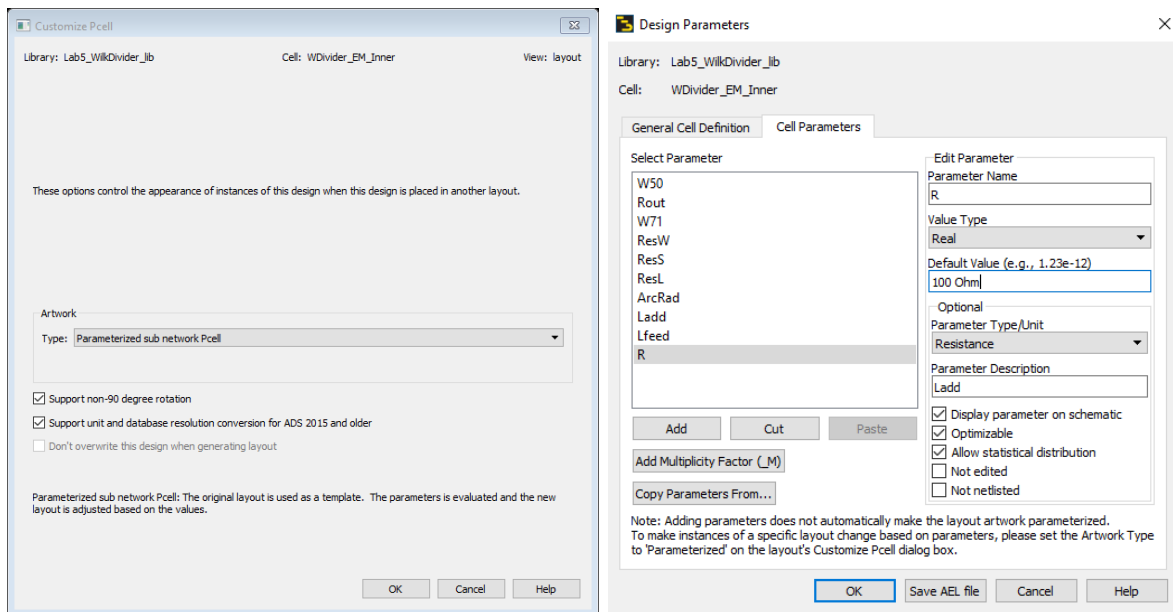 Customize Pcell
Library: Lab5_WilkDivider_lib Cell: WDivider_EM_Inner View: layout
These options control the appearance of instances of this design when this design is placed in another layout.
Artwork
Type: Parameterized sub network Pcell
Support non-90 degree rotation
Support unit and database resolution conversion for ADS 2015 and older
Don't overwrite this design when generating layout
Parameterized sub network Pcell: The original layout is used as a template. The parameters is evaluated and the new
layout is adjusted based on the values.
OK Cancel Help
Design Parameters
Library: Lab5_WilkDivider_lib
Cell: WDivider_EM_Inner
General Cell Definition Cell Parameters
Select Parameter
W50
Rout
W71
ResW
ResS
ResL
ArcRad
Ladd
Lfeed
R
Add Cut Paste
Add Multiplicity Factor (_M)
Copy Parameters From...
Edit Parameter
Parameter Name
R
Value Type
Real
Default Value (e.g., 1.23e-12)
100 Ohm
Optional
Parameter Type/Unit
Resistance
Parameter Description
Ladd
Display parameter on schematic
Optimizable
Allow statistical distribution
Not edited
Not netlisted
Note: Adding parameters does not automatically make the layout artwork parameterized.
To make instances of a specific layout change based on parameters, please set the Artwork Type
to 'Parameterized' on the layout's Customize Pcell dialog box.
OK Save AEL file Cancel Help